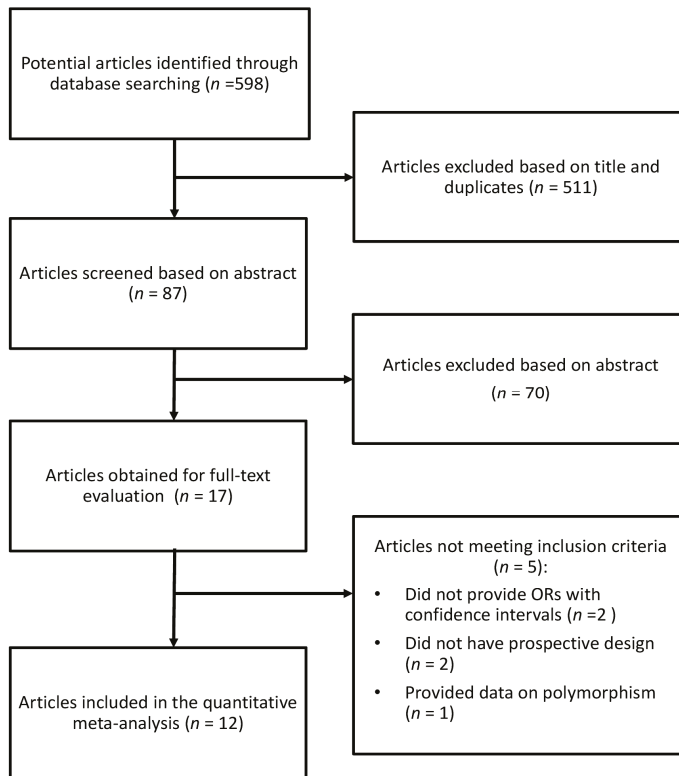 Potential articles identified through
database searching (n =598)
Articles excluded based on title and
duplicates (n = 511)
Articles screened based on abstract
(n = 87)
Articles excluded based on abstract
(n = 70)
Articles obtained for full-text
evaluation (n = 17)
Articles not meeting inclusion criteria
(n = 5):
• Did not provide ORs with
confidence intervals (n =2 )
• Did not have prospective design
(n = 2)
• Provided data on polymorphism
(n = 1)
Articles included in the quantitative
meta-analysis (n = 12)